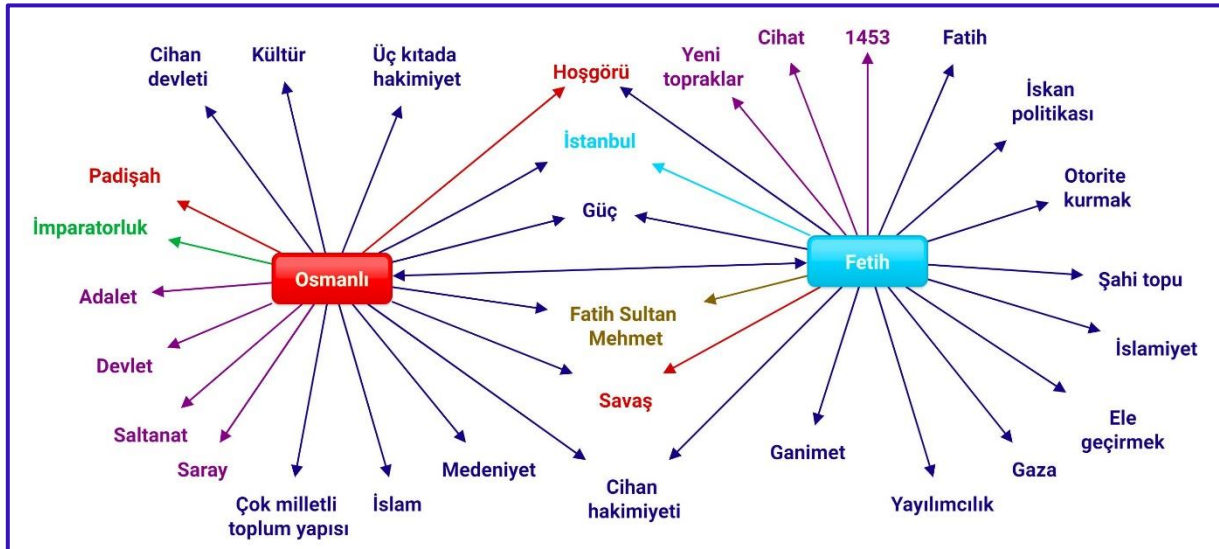 Cihan
devleti
Kültür
Üç kıtada
hakimiyet
Hoşgörü
Yeni
topraklar
Cihat
1453
Fatih
İskan
politikası
İstanbul
Padişah
Otorite
kurmak
Güç
İmparatorluk
Osmanlı
Fetih
Şahi topu
Adalet
Fatih Sultan
Mehmet
İslamiyet
Devlet
Savaş
Saltanat
Ele
geçirmek
Saray
Medeniyet
Ganimet
Gaza
Çok milletli
toplum yapısı
İslam
Cihan
hakimiyeti
Yayılımcılık